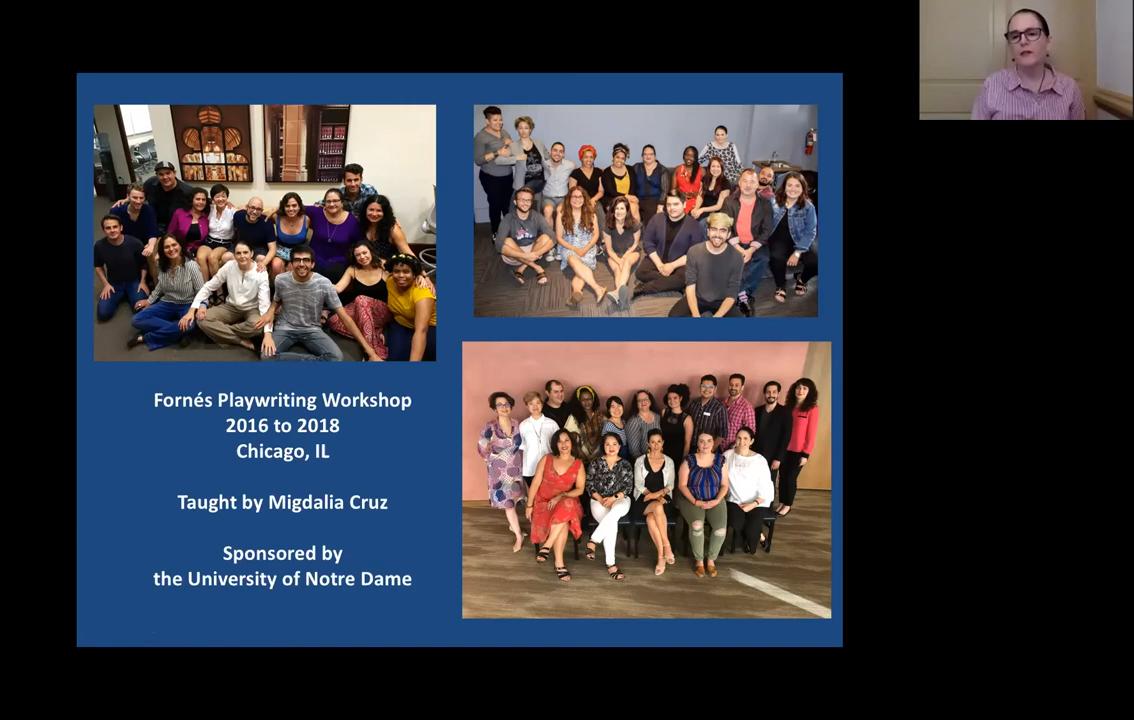 Fornés Playwriting Workshop
2016 to 2018
Chicago, IL
Taught by Migdalia Cruz
Sponsored by
the University of Notre Dame